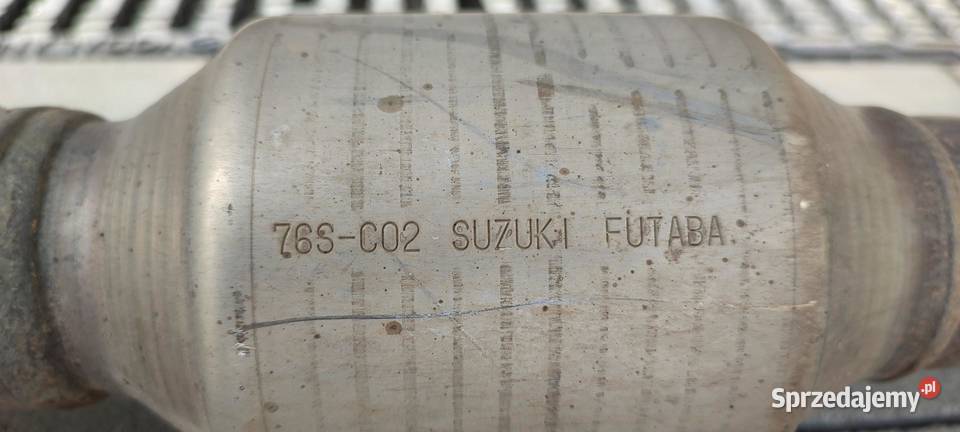 76S-C02 SUZUKI FUTABA
Sprzedajemy.pl